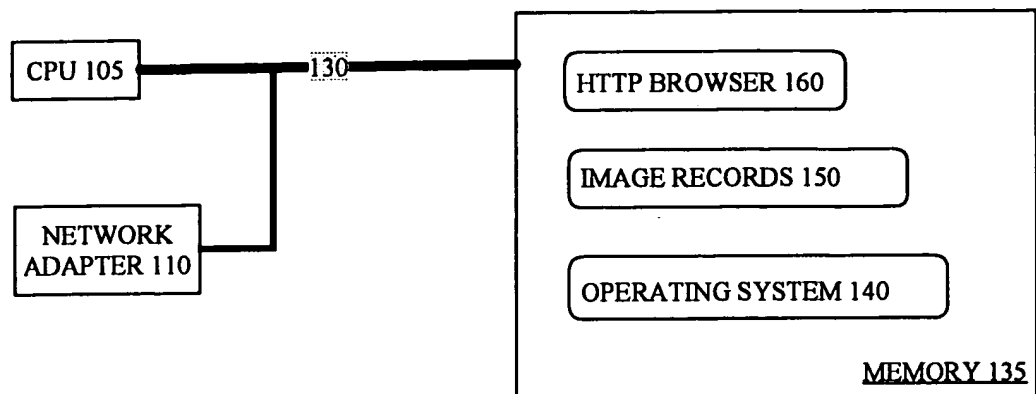 CPU 105
130
HTTP BROWSER 160
IMAGE RECORDS 150
NETWORK
ADAPTER 110
OPERATING SYSTEM 140
MEMORY 135